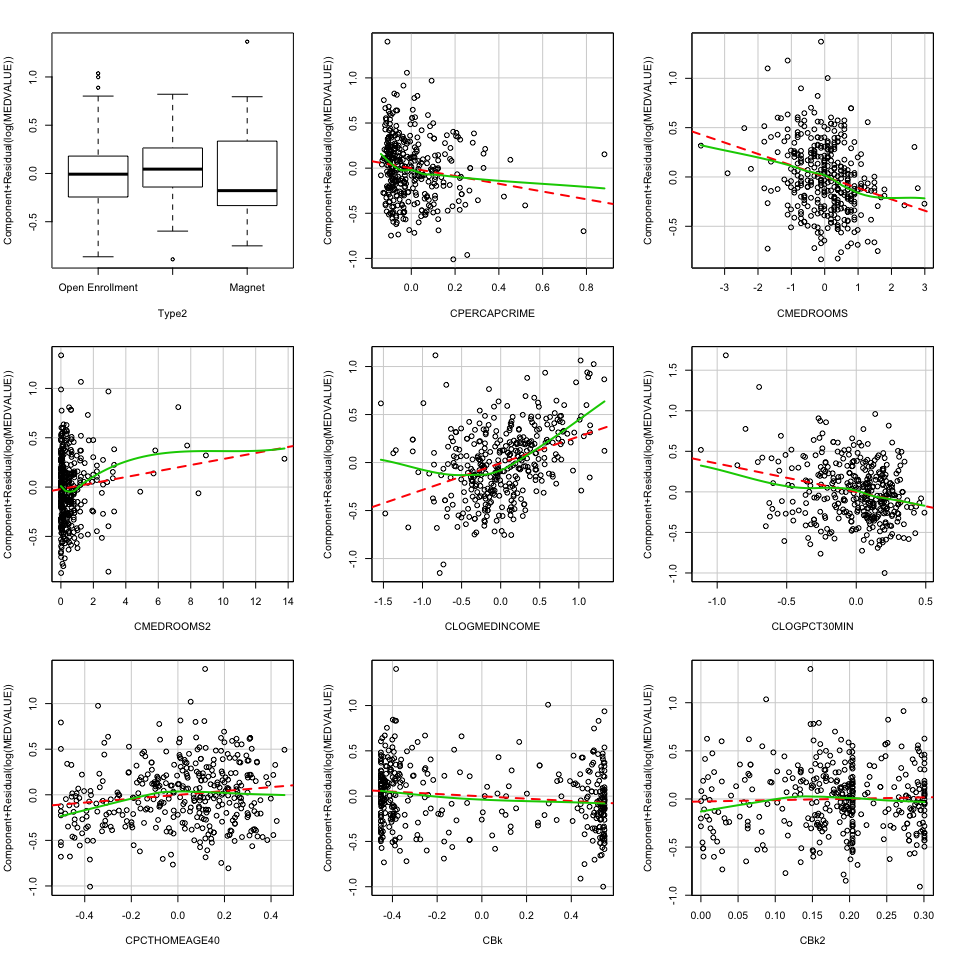 Component+Residual(log(MEDVALUE))
1.0
0.5
0.0
-0.5
Open Enrollment Magnet
Type2
Component+Residual(log(MEDVALUE))
1.0
0.5
0.0
-0.5
-1.0
0.0 0.2 0.4 0.6 0.8
CPERCAPCRIME
Component+Residual(log(MEDVALUE))
1.0
0.5
0.0
-0.5
-3 -2 -1 0 1 2 3
CMEDROOMS
Component+Residual(log(MEDVALUE))
1.0
0.5
0.0
-0.5
0 2 4 6 8 10 12 14
CMEDROOMS2
Component+Residual(log(MEDVALUE))
1.0
0.5
0.0
-0.5
-1.0
-1.5 -1.0 -0.5 0.0 0.5 1.0
CLOGMEDINCOME
Component+Residual(log(MEDVALUE))
1.5
1.0
0.5
0.0
-0.5
-1.0
-1.0 -0.5 0.0 0.5
CLOGPCT30MIN
Component+Residual(log(MEDVALUE))
1.0
0.5
0.0
-0.5
-1.0
-0.4 -0.2 0.0 0.2 0.4
CPCTHOMEAGE40
Component+Residual(log(MEDVALUE))
1.0
0.5
0.0
-0.5
-1.0
-0.4 -0.2 0.0 0.2 0.4
CBk
Component+Residual(log(MEDVALUE))
1.0
0.5
0.0
-0.5
-1.0
0.00 0.05 0.10 0.15 0.20 0.25 0.30
CBk2